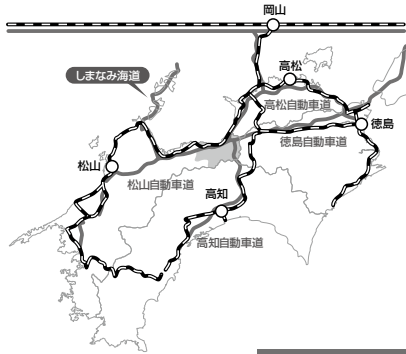 岡山
高松
しまなみ海道
高松自動車道
徳島
徳島自動車道
松山
松山自動車道
高知
高知自動車道